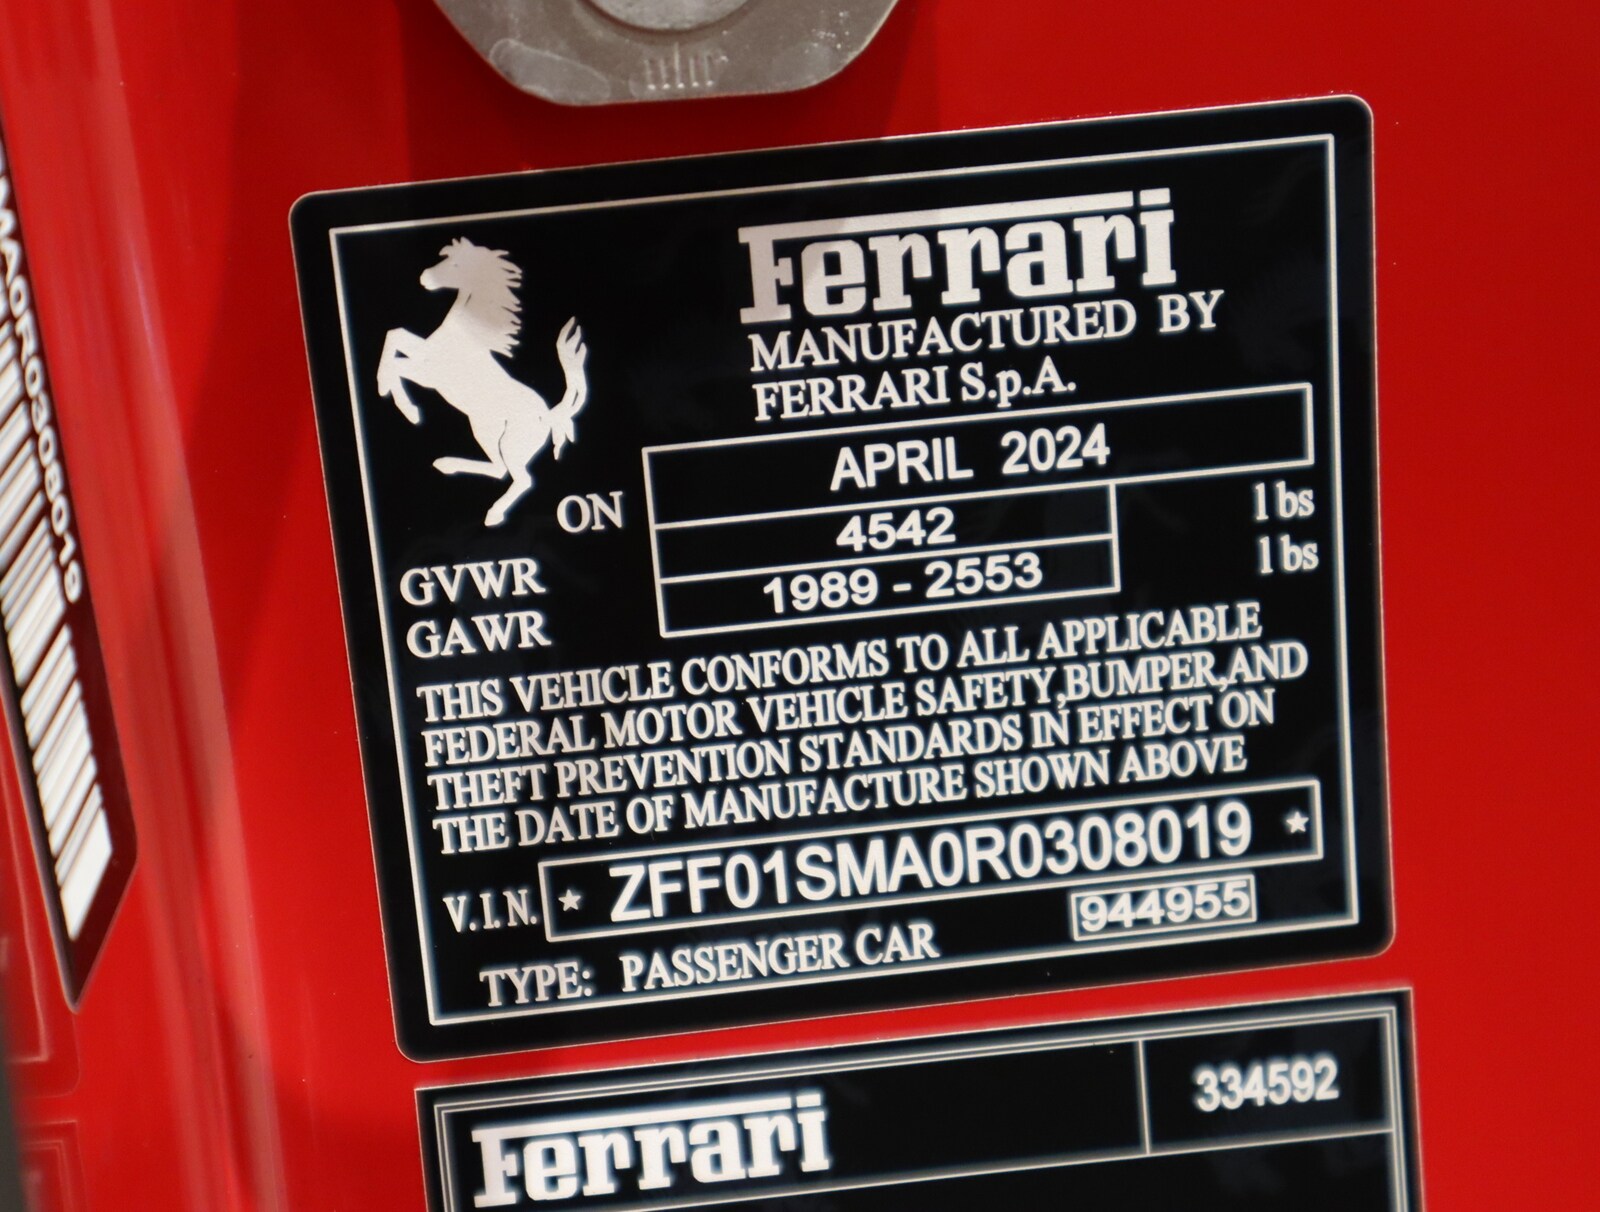 MA0R0308019
Ferrari
MANUFACTURED BY
FERRARI S.p.A.
ON APRIL 2024
GVWR 4542 lbs
GAWR 1989 - 2553 lbs
THIS VEHICLE CONFORMS TO ALL APPLICABLE
FEDERAL MOTOR VEHICLE SAFETY,BUMPER,AND
THEFT PREVENTION STANDARDS IN EFFECT ON
THE DATE OF MANUFACTURE SHOWN ABOVE
V.I.N. ★ ZFF01SMA0R0308019 ★
TYPE: PASSENGER CAR 944955
Ferrari 334592